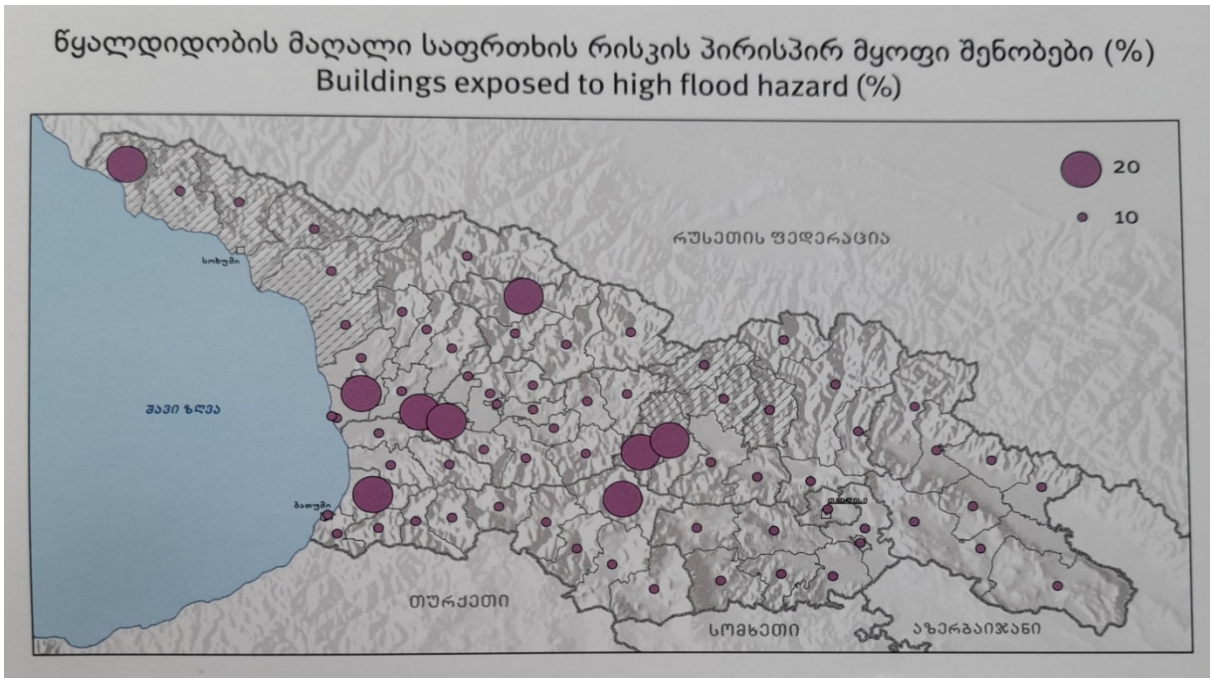 წყალდიდობის მაღალი საფრთხის რისკის პირისპირ მყოფი შენობები (%)
Buildings exposed to high flood hazard (%)
20
10
რუსეთის ფედერაცია
სოხუმი
შავი ზღვა
ბათუმი
თბილისი
თურქეთი
სომხეთი
აზერბაიჯანი